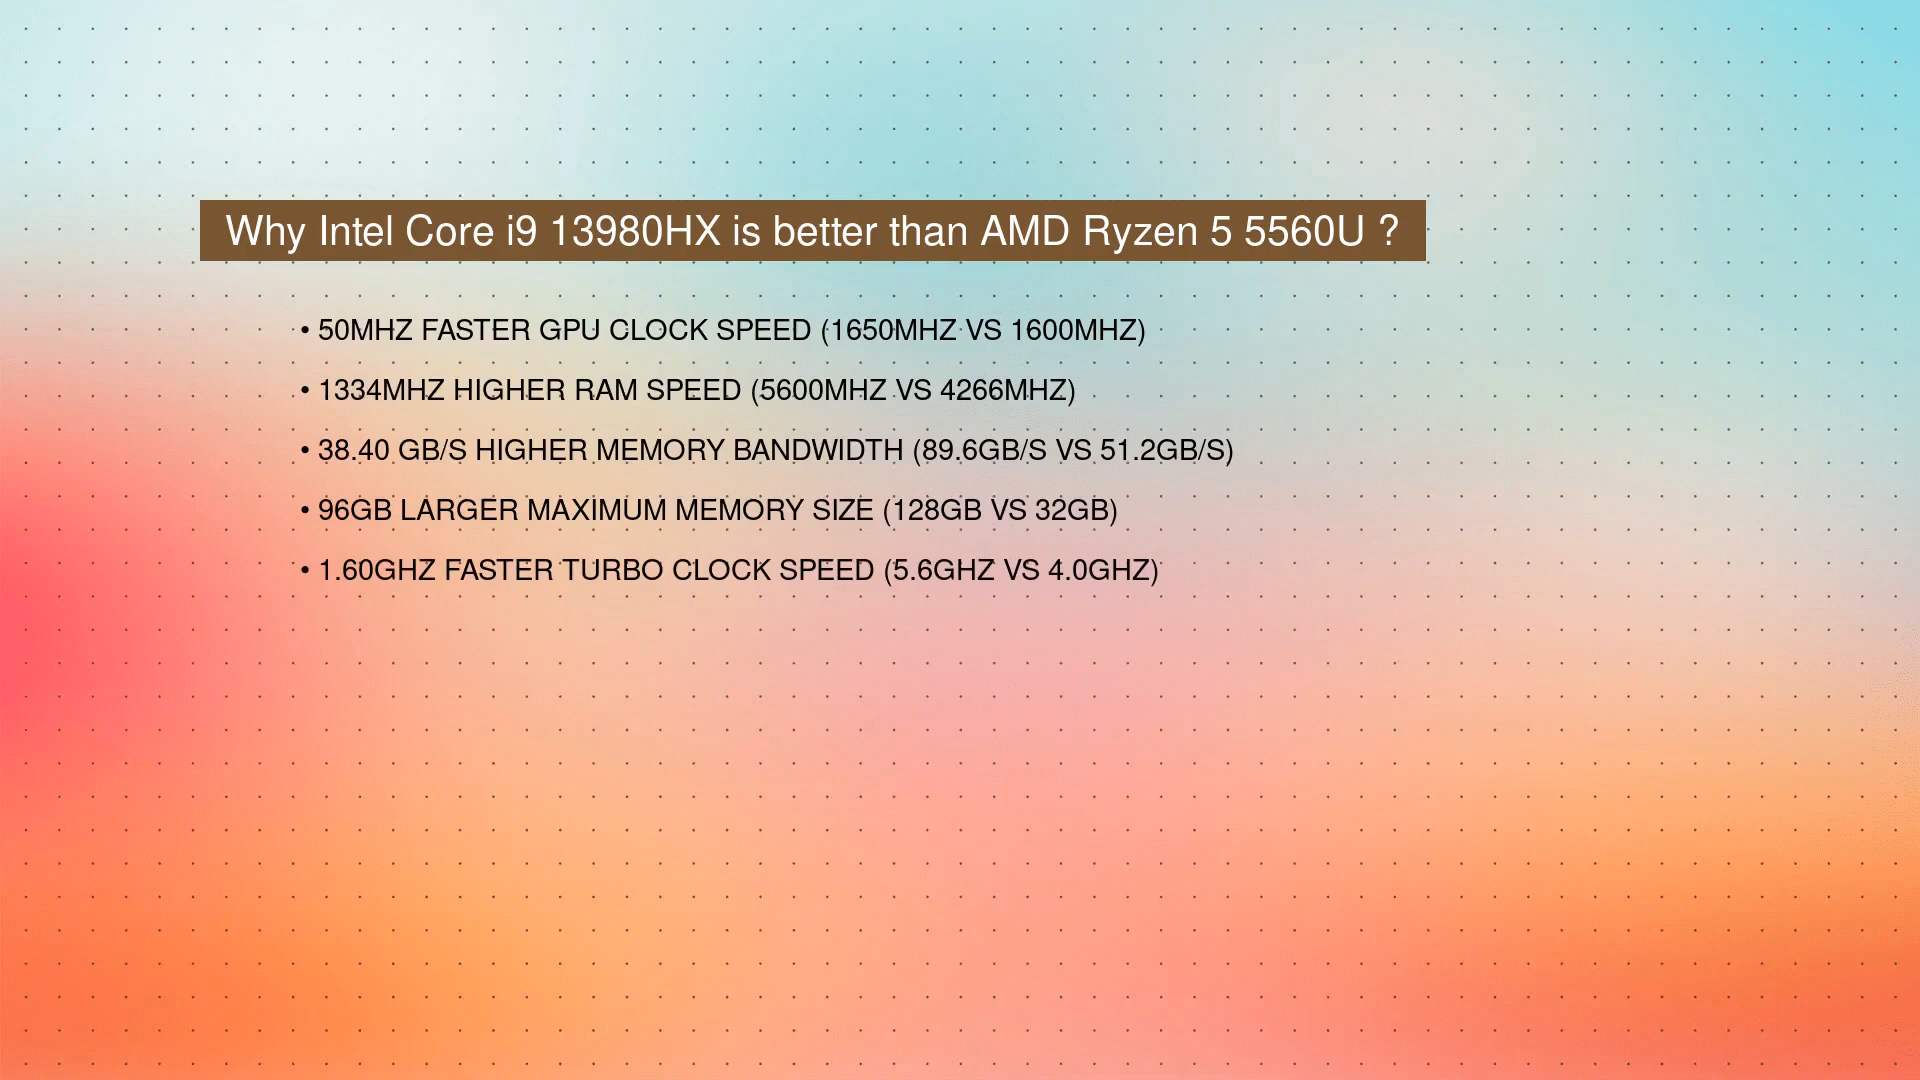 Why Intel Core i9 13980HX is better than AMD Ryzen 5 5560U ?
• 50MHZ FASTER GPU CLOCK SPEED (1650MHZ VS 1600MHZ)
• 1334MHZ HIGHER RAM SPEED (5600MHZ VS 4266MHZ)
• 38.40 GB/S HIGHER MEMORY BANDWIDTH (89.6GB/S VS 51.2GB/S)
• 96GB LARGER MAXIMUM MEMORY SIZE (128GB VS 32GB)
• 1.60GHZ FASTER TURBO CLOCK SPEED (5.6GHZ VS 4.0GHZ)